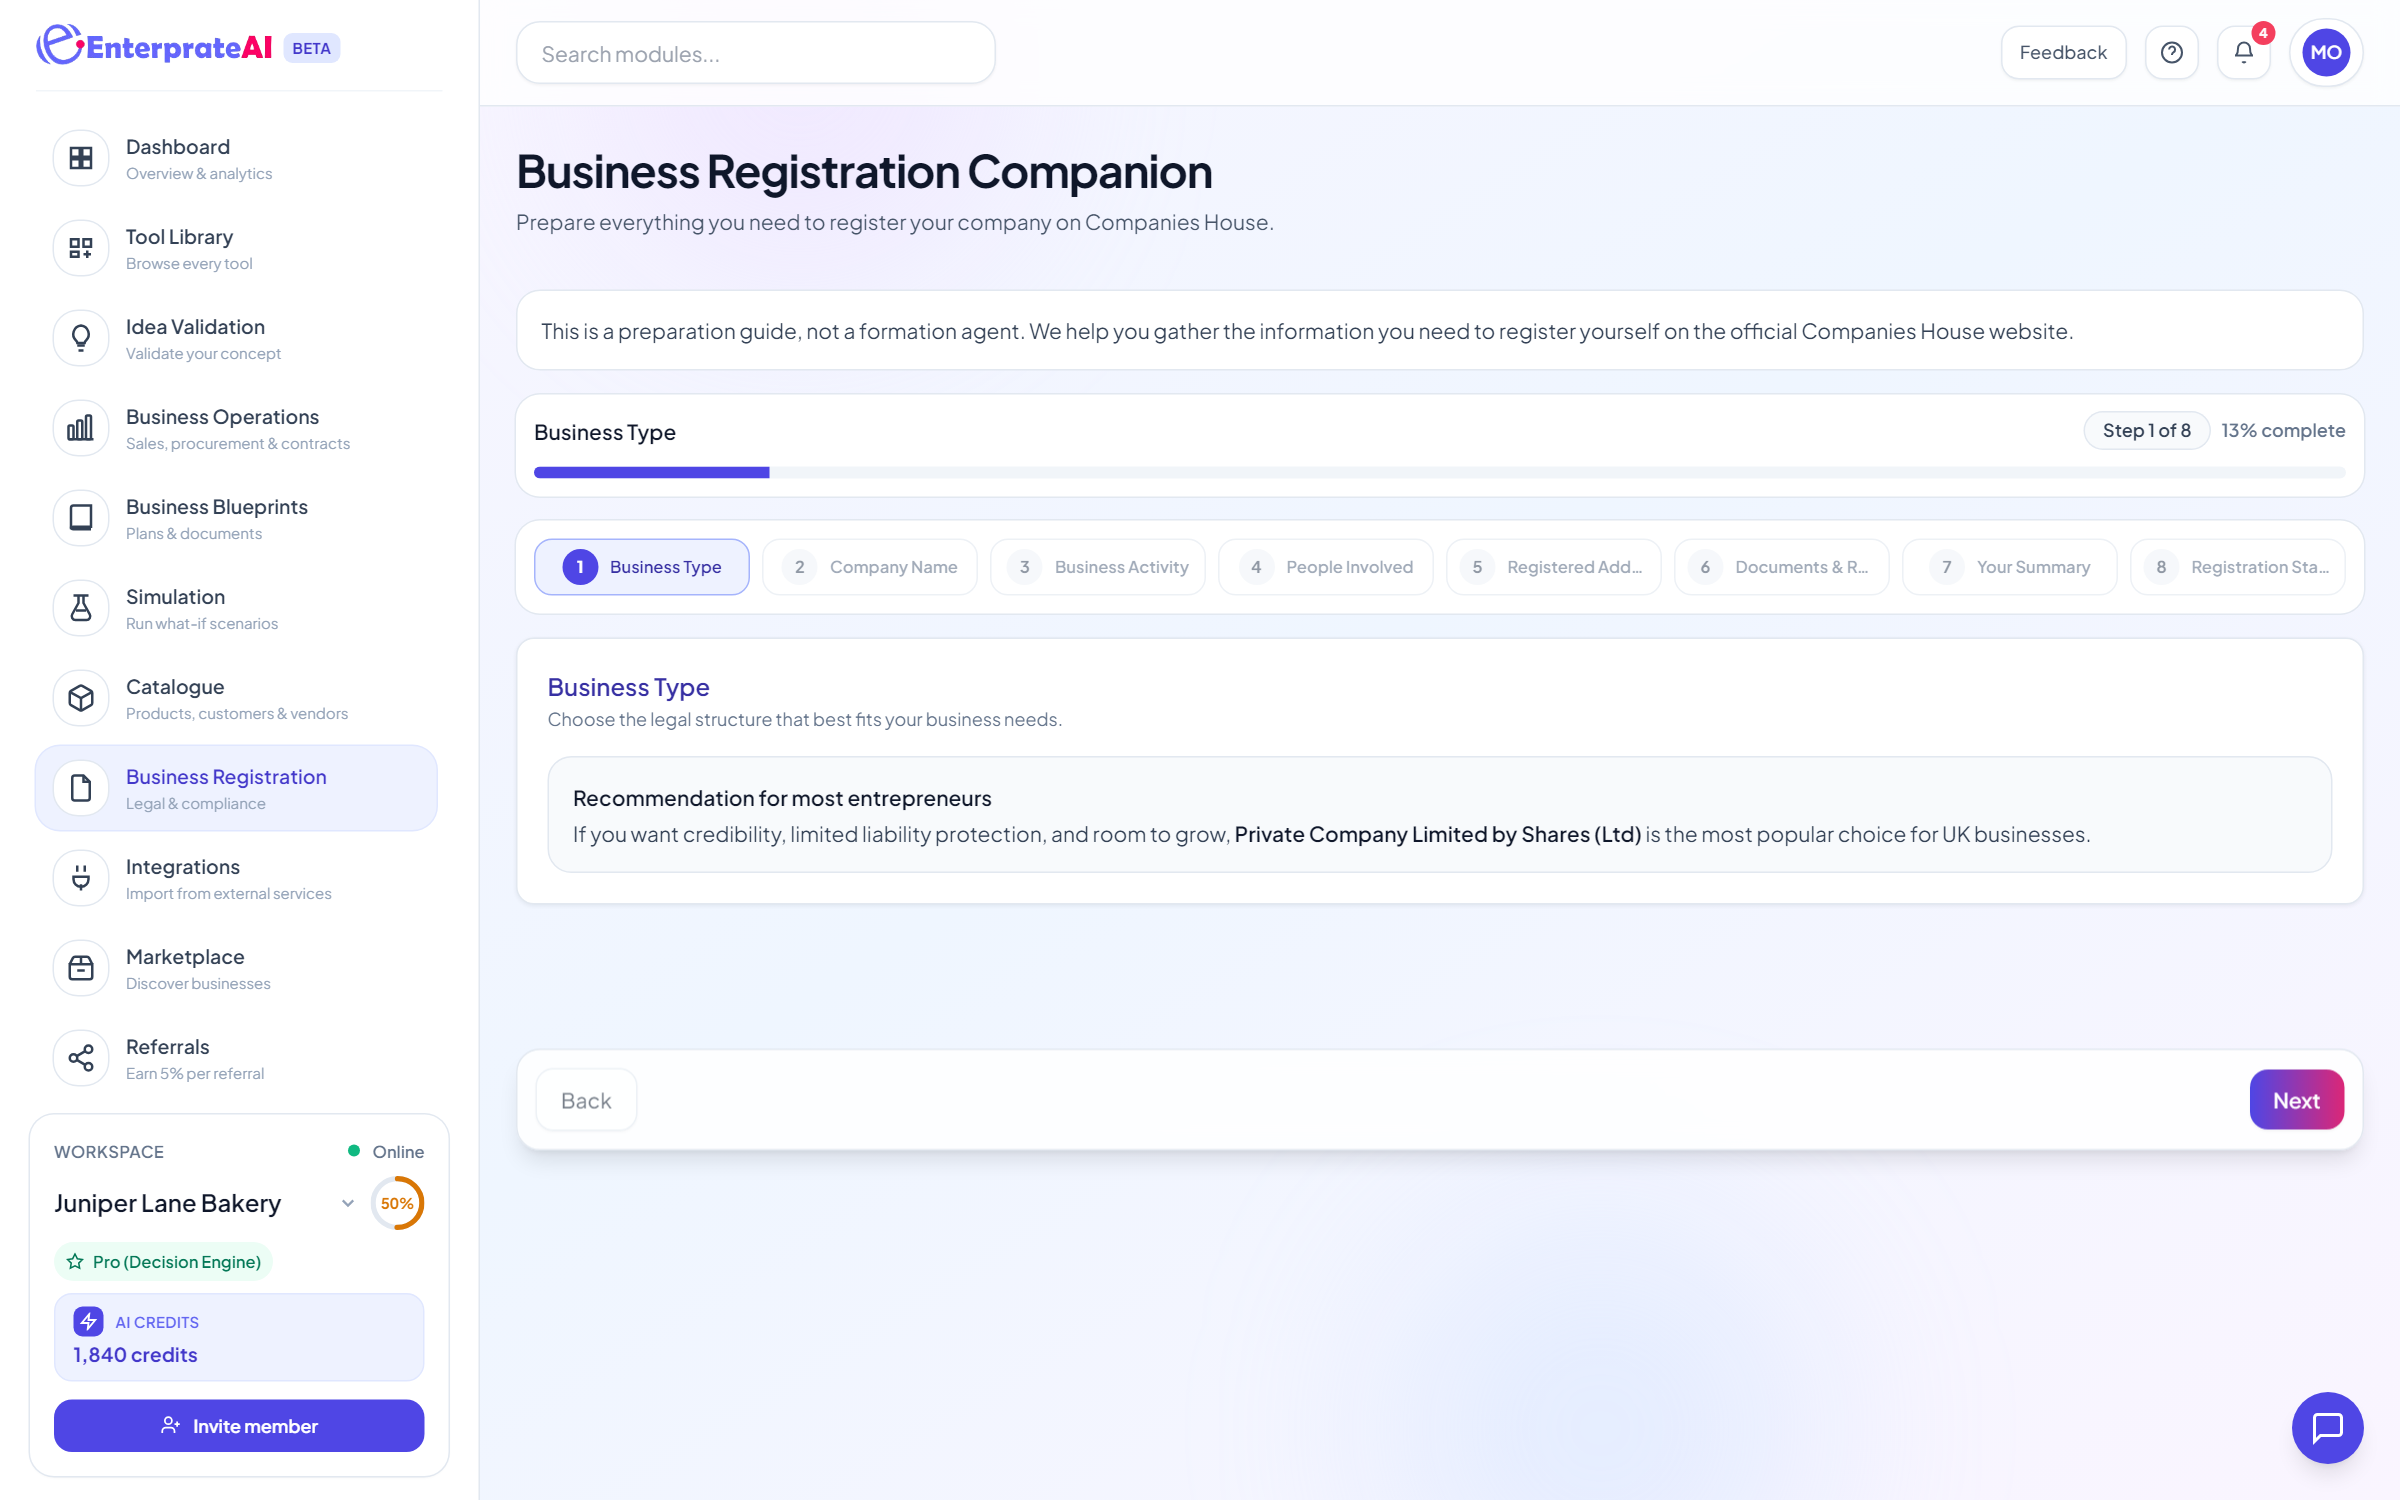 EnterprateAI BETA
Search modules...
Feedback
4
MO
Dashboard
Overview & analytics
Tool Library
Browse every tool
Idea Validation
Validate your concept
Business Operations
Sales, procurement & contracts
Business Blueprints
Plans & documents
Simulation
Run what-if scenarios
Catalogue
Products, customers & vendors
Business Registration
Legal & compliance
Integrations
Import from external services
Marketplace
Discover businesses
Referrals
Earn 5% per referral
WORKSPACE
Online
Juniper Lane Bakery
50%
Pro (Decision Engine)
AI CREDITS
1,840 credits
Invite member
Business Registration Companion
Prepare everything you need to register your company on Companies House.
This is a preparation guide, not a formation agent. We help you gather the information you need to register yourself on the official Companies House website.
Business Type
Step 1 of 8
13% complete
1 Business Type
2 Company Name
3 Business Activity
4 People Involved
5 Registered Add...
6 Documents & R...
7 Your Summary
8 Registration Sta...
Business Type
Choose the legal structure that best fits your business needs.
Recommendation for most entrepreneurs
If you want credibility, limited liability protection, and room to grow, Private Company Limited by Shares (Ltd) is the most popular choice for UK businesses.
Back
Next